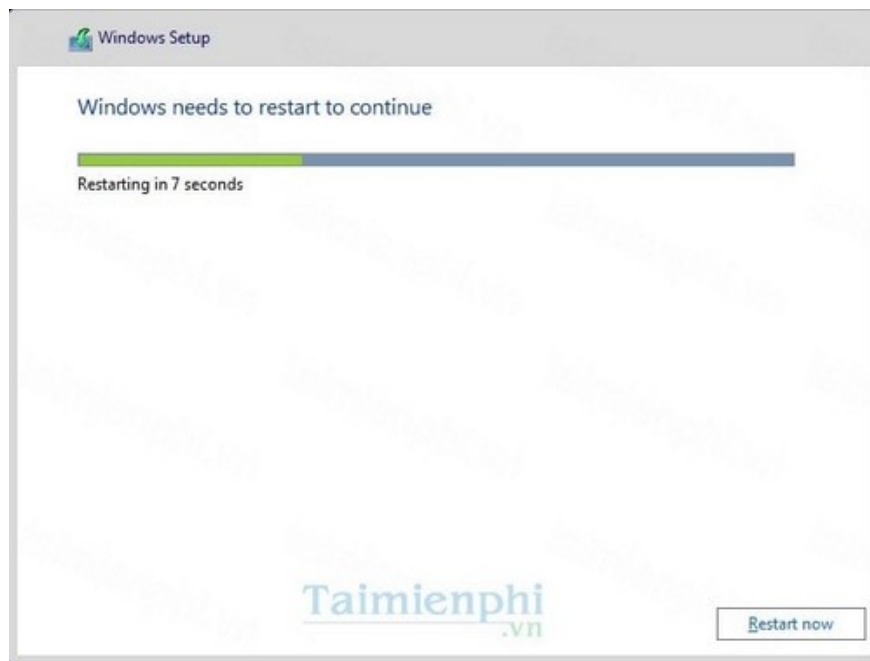 Windows Setup
Windows needs to restart to continue
Restarting in 7 seconds
Taimienphi
.vn
Restart now